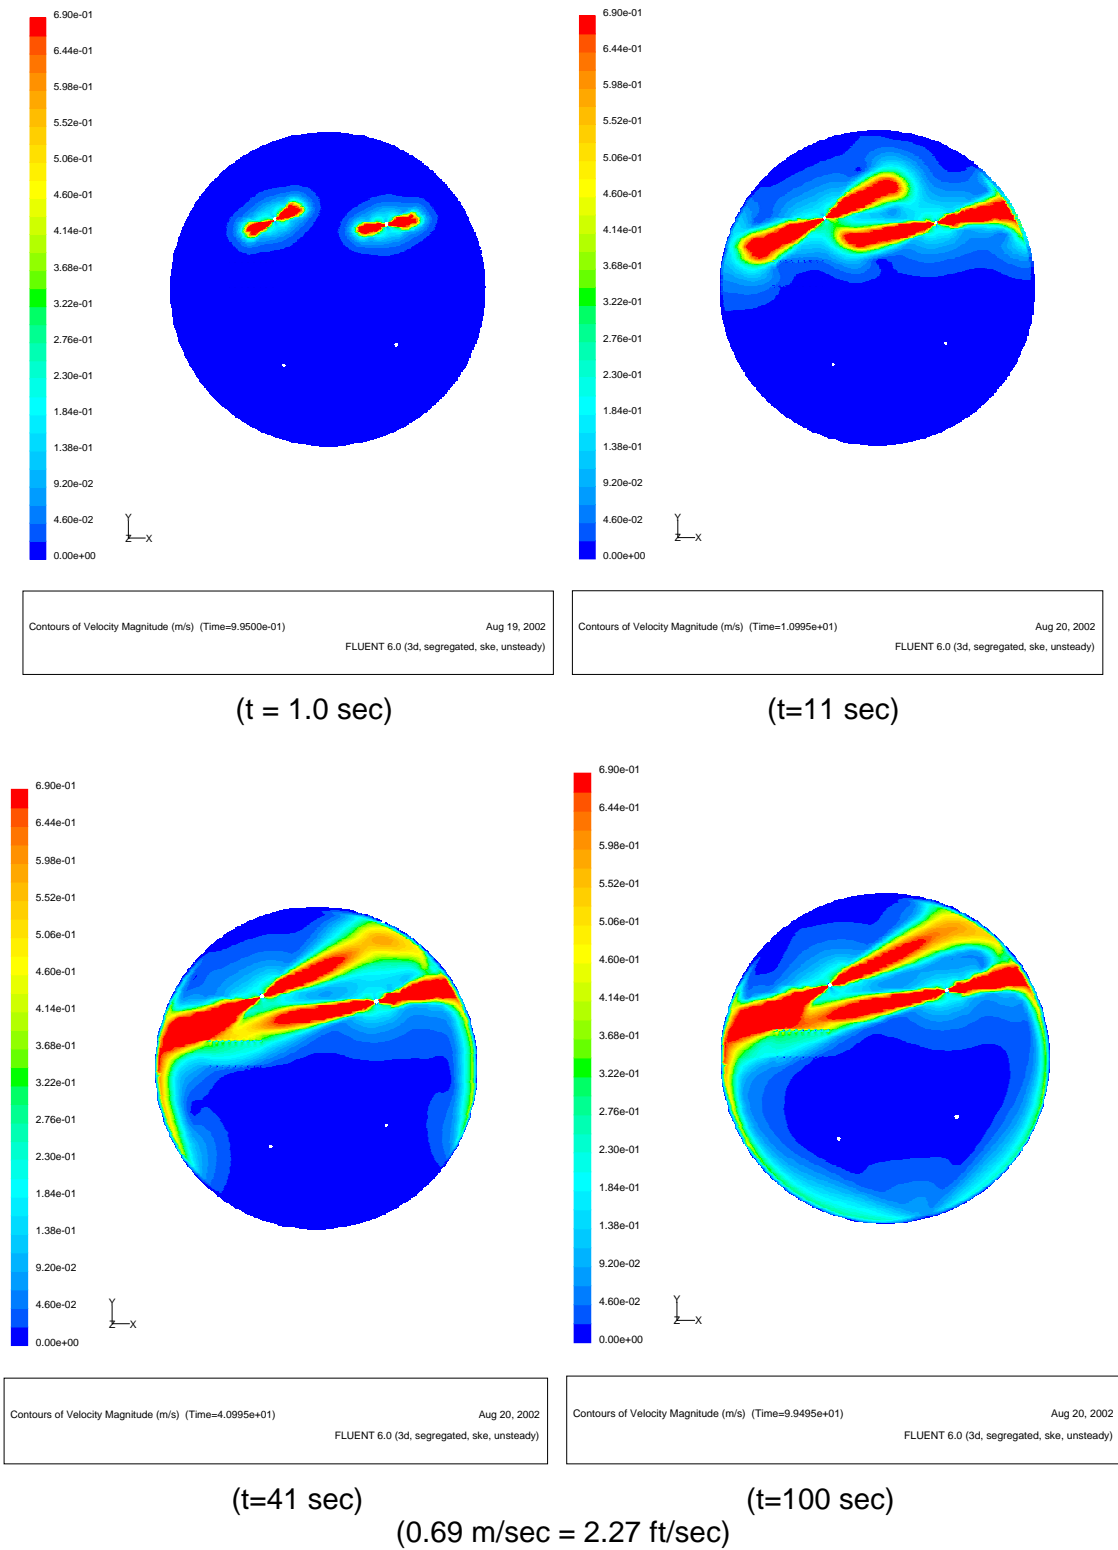 6.90e-01
6.44e-01
5.98e-01
5.52e-01
5.06e-01
4.60e-01
4.14e-01
3.68e-01
3.22e-01
2.76e-01
2.30e-01
1.84e-01
1.38e-01
9.20e-02
4.60e-02
0.00e+00
Y
Z X
Contours of Velocity Magnitude (m/s) (Time=9.9500e-01) Aug 19, 2002
FLUENT 6.0 (3d, segregated, ske, unsteady)
(t = 1.0 sec)
6.90e-01
6.44e-01
5.98e-01
5.52e-01
5.06e-01
4.60e-01
4.14e-01
3.68e-01
3.22e-01
2.76e-01
2.30e-01
1.84e-01
1.38e-01
9.20e-02
4.60e-02
0.00e+00
Y
Z X
Contours of Velocity Magnitude (m/s) (Time=1.0995e+01) Aug 20, 2002
FLUENT 6.0 (3d, segregated, ske, unsteady)
(t=11 sec)
6.90e-01
6.44e-01
5.98e-01
5.52e-01
5.06e-01
4.60e-01
4.14e-01
3.68e-01
3.22e-01
2.76e-01
2.30e-01
1.84e-01
1.38e-01
9.20e-02
4.60e-02
0.00e+00
Y
Z X
Contours of Velocity Magnitude (m/s) (Time=4.0995e+01) Aug 20, 2002
FLUENT 6.0 (3d, segregated, ske, unsteady)
(t=41 sec)
6.90e-01
6.44e-01
5.98e-01
5.52e-01
5.06e-01
4.60e-01
4.14e-01
3.68e-01
3.22e-01
2.76e-01
2.30e-01
1.84e-01
1.38e-01
9.20e-02
4.60e-02
0.00e+00
Y
Z X
Contours of Velocity Magnitude (m/s) (Time=9.9495e+01) Aug 20, 2002
FLUENT 6.0 (3d, segregated, ske, unsteady)
(t=100 sec)
(0.69 m/sec = 2.27 ft/sec)